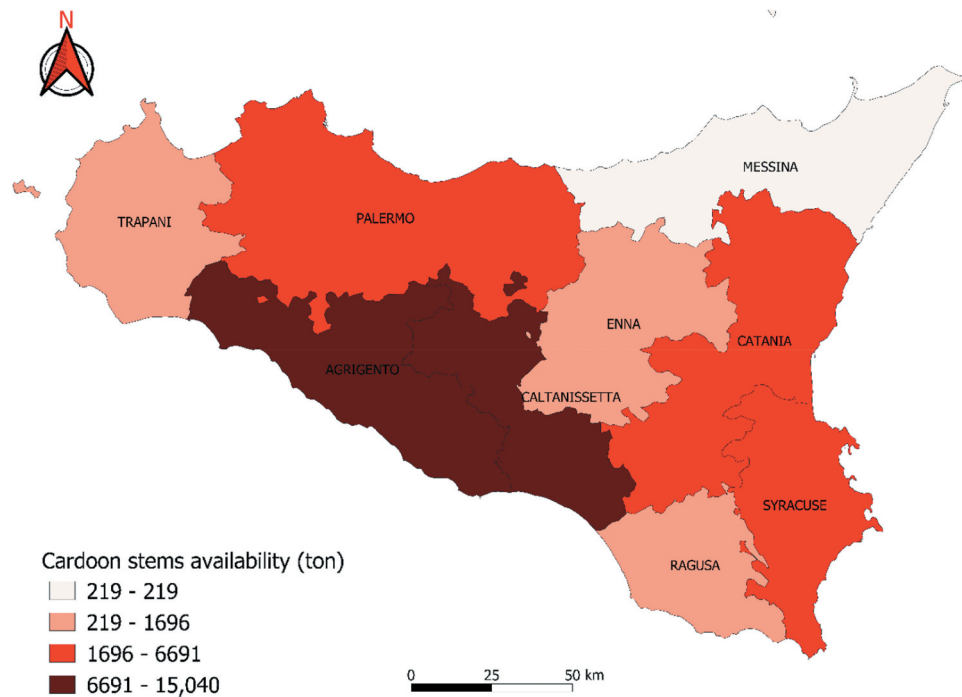 N
MESSINA
TRAPANI
PALERMO
ENNA
CATANIA
AGRIGENTO
CALTANISSETTA
SYRACUSE
RAGUSA
Cardoon stems availability (ton)
219 - 219
219 - 1696
1696 - 6691
6691 - 15,040
0 25 50 km